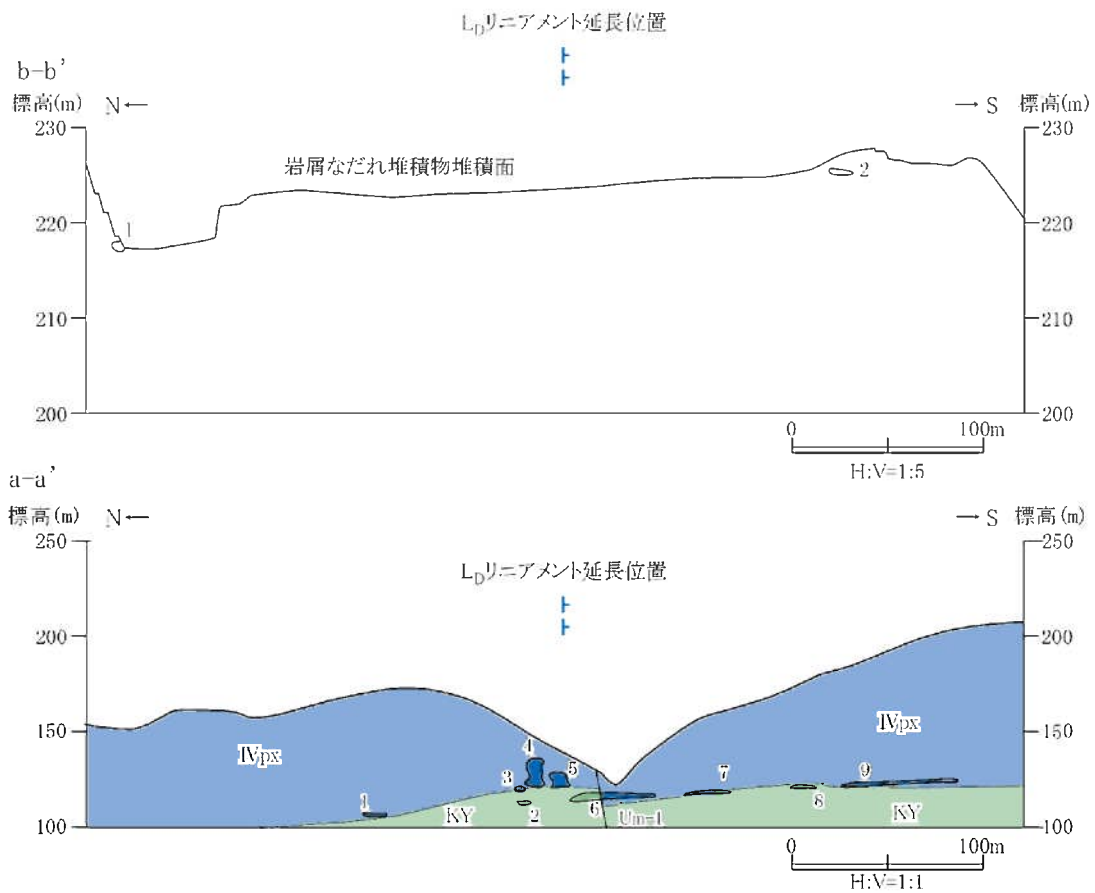 L_Dリニアメント延長位置
b-b’
標高(m) N← →S 標高(m)
230 230
岩屑なだれ堆積物堆積面
2
1
220 220
210 210
200 200
0 100m
H:V=1:5
a-a’
標高(m) N← →S 標高(m)
250 250
L_Dリニアメント延長位置
200 200
150 150
IVpx IVpx
4
5
3 7 9
1 6
2 8
KY Um-1 KY
100 100
0 100m
H:V=1:1